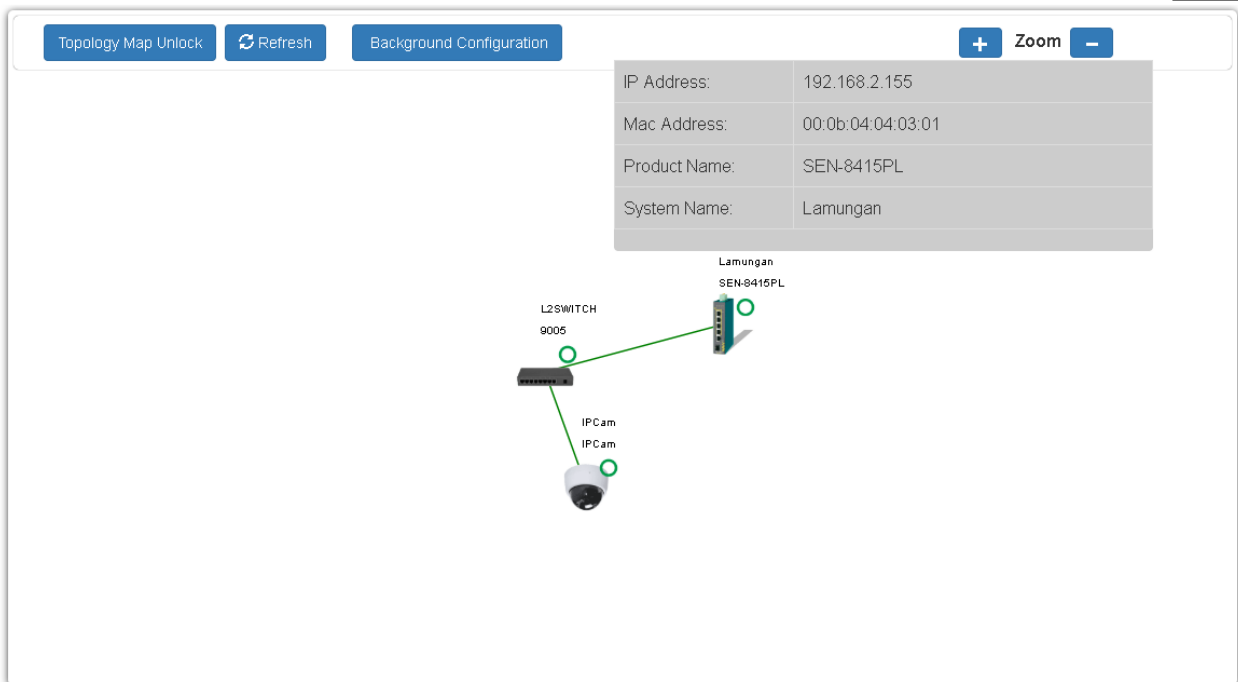 Topology Map Unlock Refresh Background Configuration + Zoom −
IP Address: 192.168.2.155
Mac Address: 00:0b:04:04:03:01
Product Name: SEN-8415PL
System Name: Lamungan
Lamungan
SEN-8415PL
L2SWITCH
9005
IPCam
IPCam